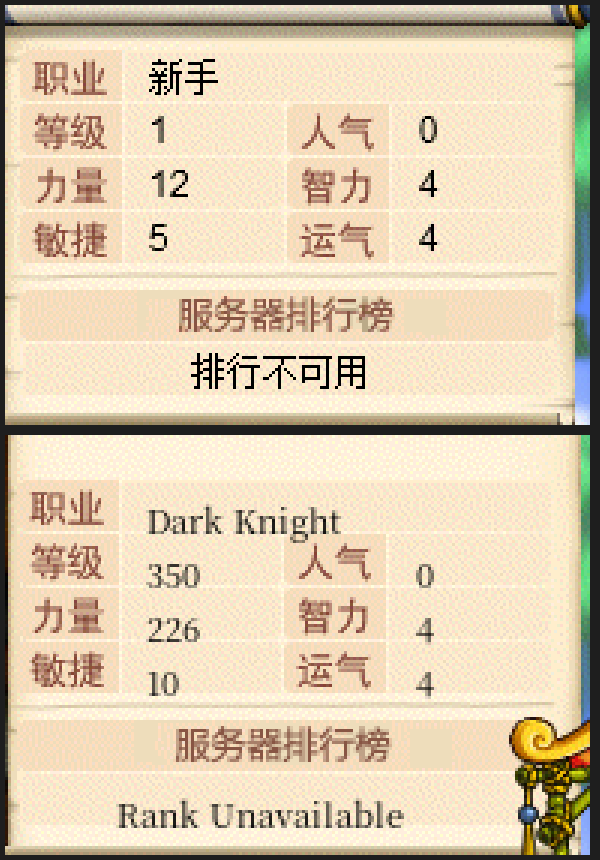 职业 新手
等级 1 人气 0
力量 12 智力 4
敏捷 5 运气 4
服务器排行榜
排行不可用
职业 Dark Knight
等级 350 人气 0
力量 226 智力 4
敏捷 10 运气 4
服务器排行榜
Rank Unavailable